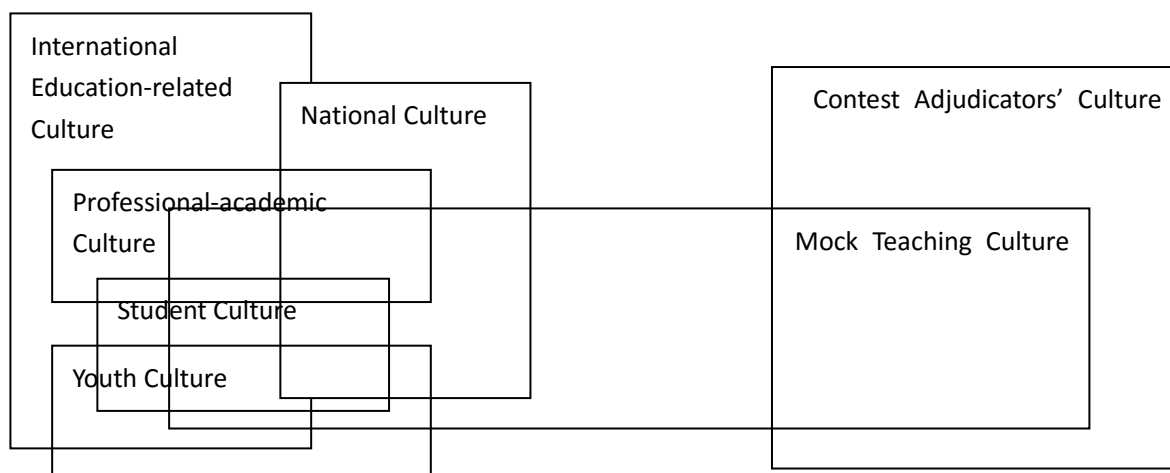 International
Education-related
Culture
National Culture
Contest Adjudicators’ Culture
Professional-academic
Culture
Mock Teaching Culture
Student Culture
Youth Culture